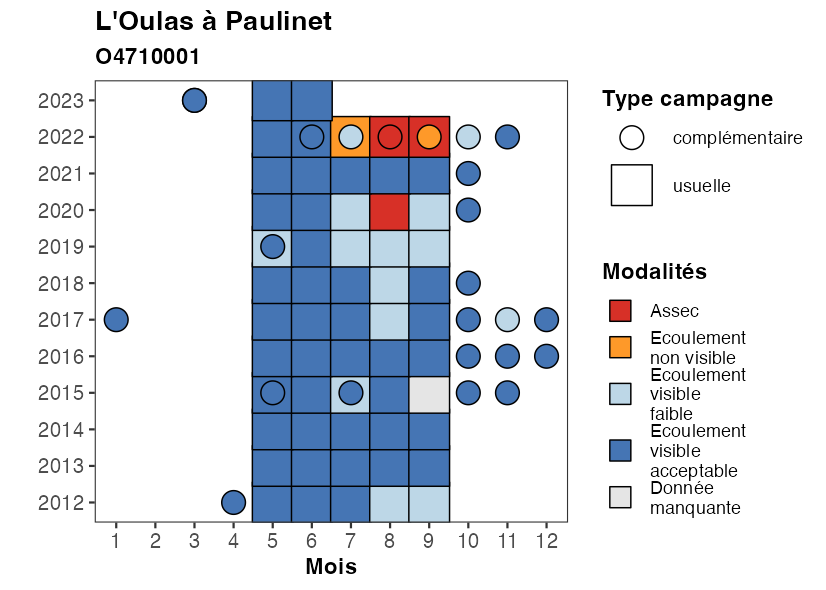 L'Oulas à Paulinet
O4710001
2023
2022
2021
2020
2019
2018
2017
2016
2015
2014
2013
2012
1 2 3 4 5 6 7 8 9 10 11 12
Mois
Type campagne
complémentaire
usuelle
Modalités
Assec
Ecoulement
non visible
Ecoulement
visible
faible
Ecoulement
visible
acceptable
Donnée
manquante